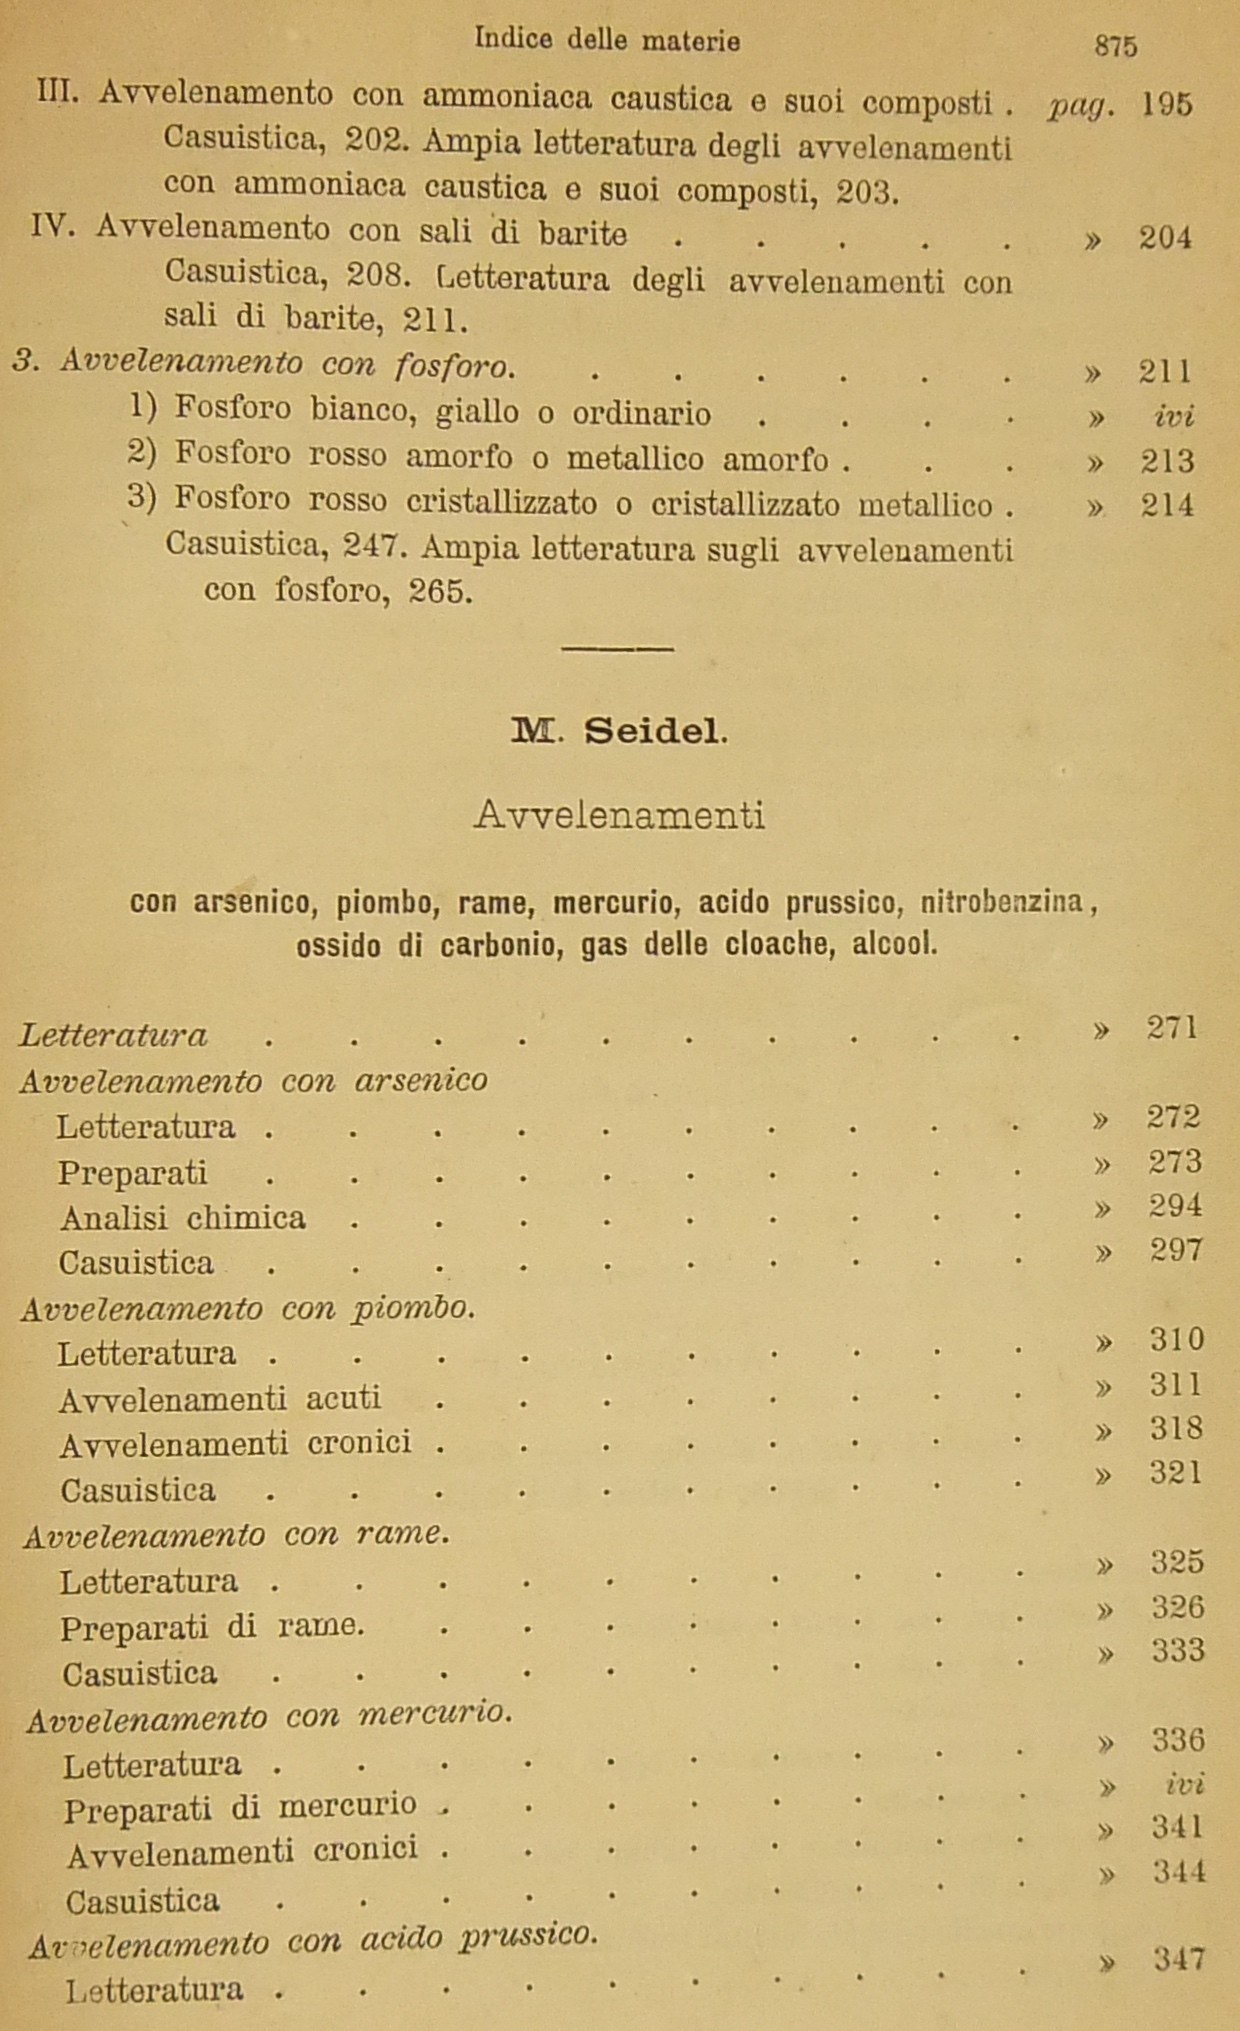 Indice delle materie 875
III. Avvelenamento con ammoniaca caustica e suoi composti . pag. 195
Casuistica, 202. Ampia letteratura degli avvelenamenti
con ammoniaca caustica e suoi composti, 203.
IV. Avvelenamento con sali di barite . . . . . » 204
Casuistica, 208. Letteratura degli avvelenamenti con
sali di barite, 211.
3. Avvelenamento con fosforo. . . . . . . » 211
1) Fosforo bianco, giallo o ordinario . . . . » ivi
2) Fosforo rosso amorfo o metallico amorfo . . . » 213
3) Fosforo rosso cristallizzato o cristallizzato metallico . » 214
Casuistica, 247. Ampia letteratura sugli avvelenamenti
con fosforo, 265.
M. Seidel.
Avvelenamenti
con arsenico, piombo, rame, mercurio, acido prussico, nitrobenzina,
ossido di carbonio, gas delle cloache, alcool.
Letteratura . . . . . . . . . . » 271
Avvelenamento con arsenico
Letteratura . . . . . . . . . . » 272
Preparati . . . . . . . . . . » 273
Analisi chimica . . . . . . . . . » 294
Casuistica . . . . . . . . . . » 297
Avvelenamento con piombo.
Letteratura . . . . . . . . . . » 310
Avvelenamenti acuti . . . . . . . . » 311
Avvelenamenti cronici . . . . . . . . » 318
Casuistica . . . . . . . . . . » 321
Avvelenamento con rame.
Letteratura . . . . . . . . . . » 325
Preparati di rame. . . . . . . . . » 326
Casuistica . . . . . . . . . . » 333
Avvelenamento con mercurio.
Letteratura . . . . . . . . . . » 336
Preparati di mercurio . . . . . . . . » ivi
Avvelenamenti cronici . . . . . . . . » 341
Casuistica . . . . . . . . . . » 344
Avvelenamento con acido prussico.
Letteratura . . . . . . . . . . » 347